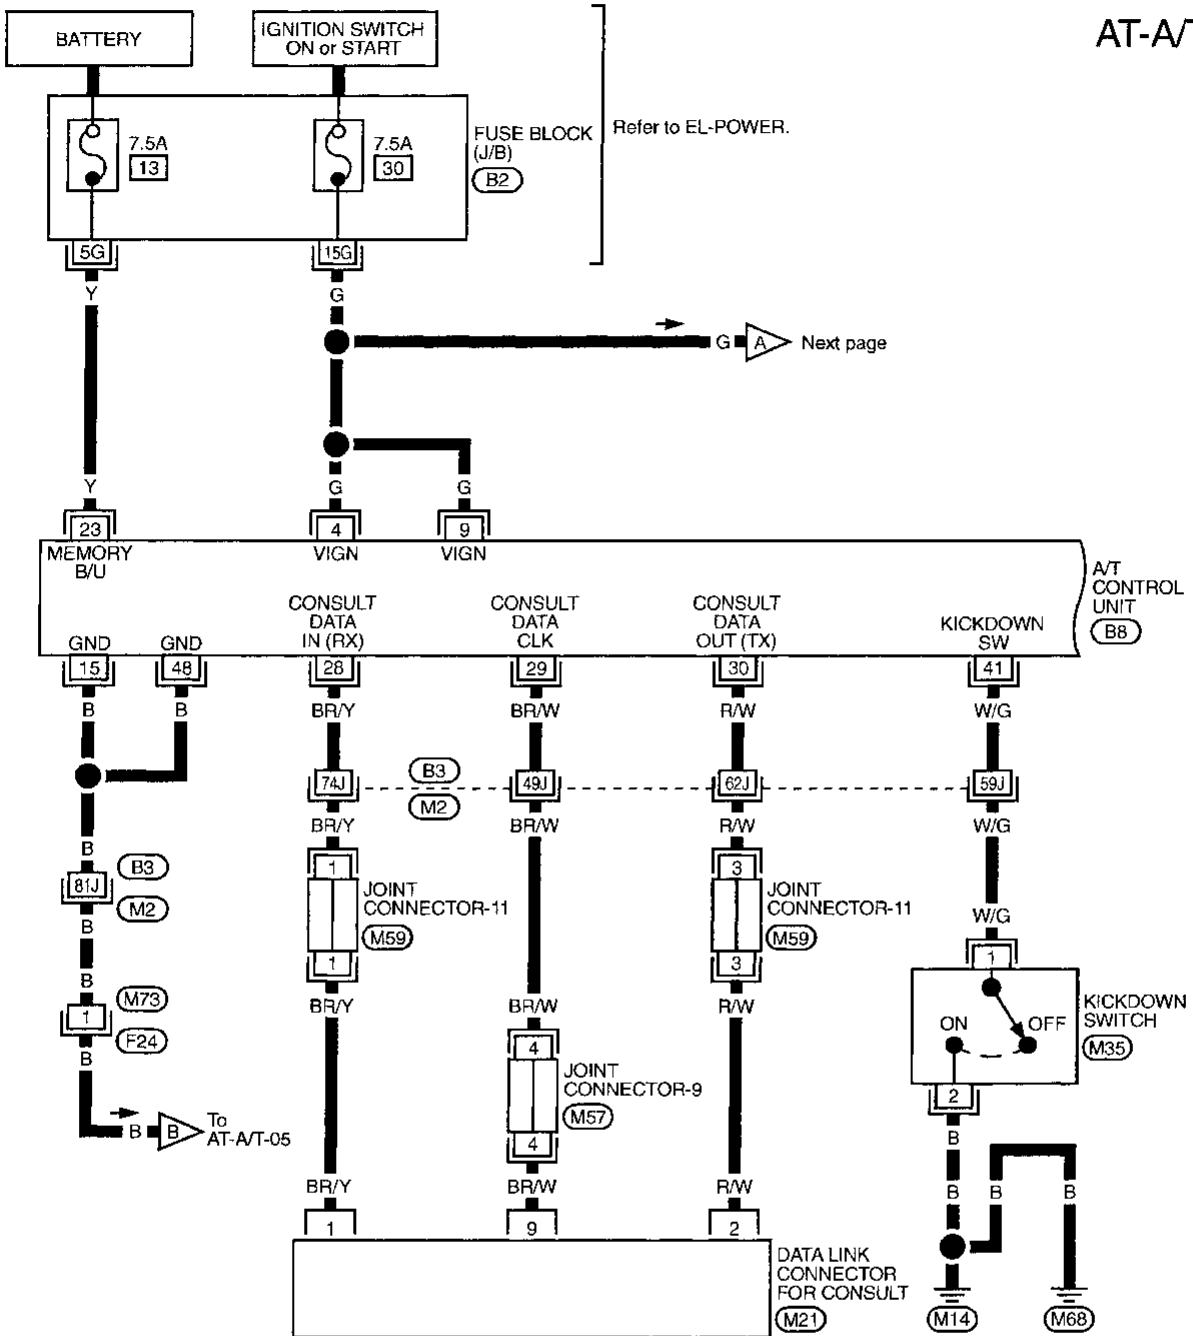 BATTERY
IGNITION SWITCH
ON or START
AT-A/T
7.5A
13
7.5A
30
FUSE BLOCK
(J/B)
B2
Refer to EL-POWER.
5G
15G
Y
G
G
A
Next page
Y
G
G
23
4
9
MEMORY
B/U
VIGN
VIGN
A/T
CONTROL
UNIT
B8
CONSULT
DATA
IN (RX)
CONSULT
DATA
CLK
CONSULT
DATA
OUT (TX)
KICKDOWN
SW
GND
GND
15
48
28
29
30
41
B
B
BR/Y
BR/W
R/W
W/G
74J
B3
M2
49J
62J
59J
BR/Y
BR/W
R/W
W/G
B
81J
B3
M2
B
1
JOINT
CONNECTOR-11
M59
1
3
JOINT
CONNECTOR-11
M59
3
W/G
1
B
1
M73
F24
B
BR/Y
BR/W
R/W
ON
OFF
KICKDOWN
SWITCH
M35
2
4
JOINT
CONNECTOR-9
M57
4
B
B
To
AT-A/T-05
B
B
B
BR/Y
BR/W
R/W
1
9
2
DATA LINK
CONNECTOR
FOR CONSULT
M21
M14
M68